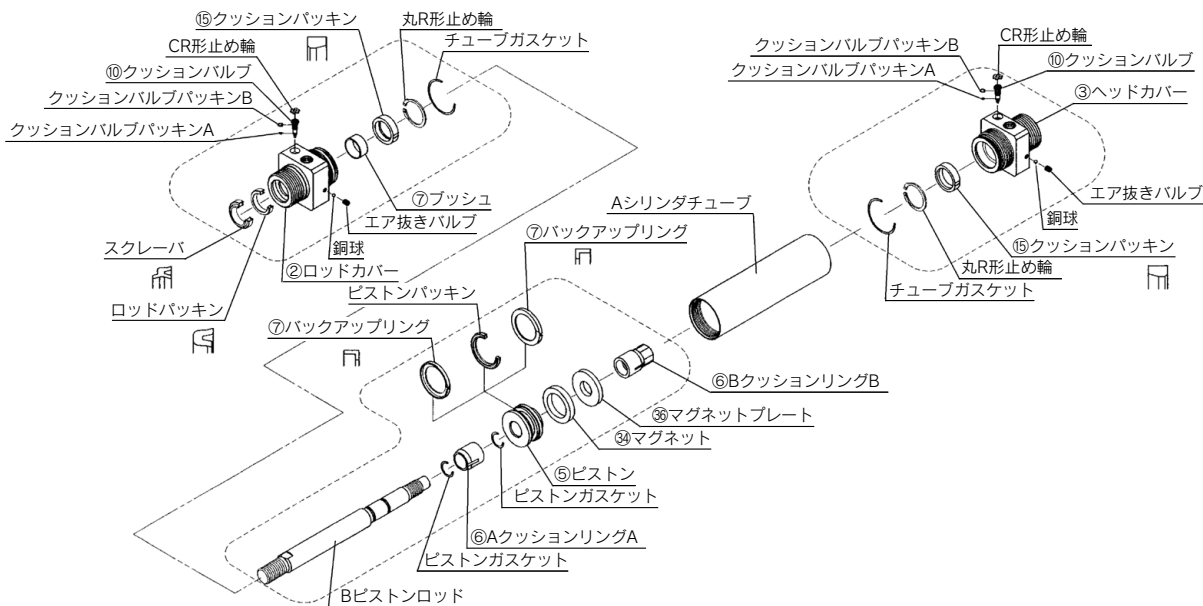 ⑮クッションパッキン
丸R形止め輪
CR形止め輪
チューブガスケット
⑩クッションバルブ
クッションバルブパッキンB
クッションバルブパッキンA
⑦ブッシュ
エア抜きバルブ
スクレーバ
銅球
②ロッドカバー
ロッドパッキン
CR形止め輪
クッションバルブパッキンB
⑩クッションバルブ
クッションバルブパッキンA
③ヘッドカバー
エア抜きバルブ
Aシリンダチューブ
銅球
⑮クッションパッキン
丸R形止め輪
チューブガスケット
⑦バックアップリング
ピストンパッキン
⑦バックアップリング
⑥BクッションリングB
㊱マグネットプレート
㉞マグネット
⑤ピストン
ピストンガスケット
⑥AクッションリングA
ピストンガスケット
Bピストンロッド